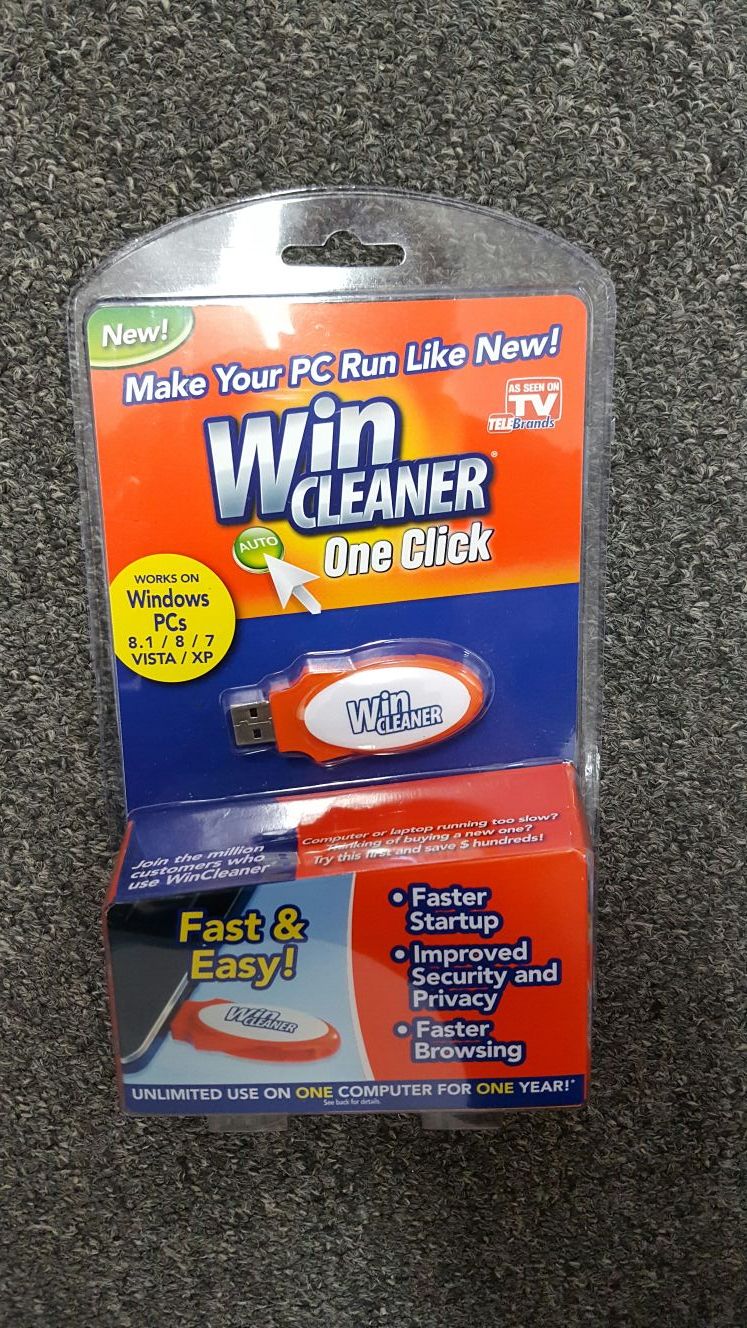 New!
Make Your PC Run Like New!
AS SEEN ON
TV
TELEBrands
Win
CLEANER®
AUTO
One Click
WORKS ON
Windows
PCs
8.1 / 8 / 7
VISTA / XP
Win
CLEANER
Join the million
customers who
use WinCleaner
Computer or laptop running too slow?
Thinking of buying a new one?
Try this first and save $ hundreds!
Fast &
Easy!
Win
CLEANER
• Faster
Startup
• Improved
Security and
Privacy
• Faster
Browsing
UNLIMITED USE ON ONE COMPUTER FOR ONE YEAR!*
See back for details.